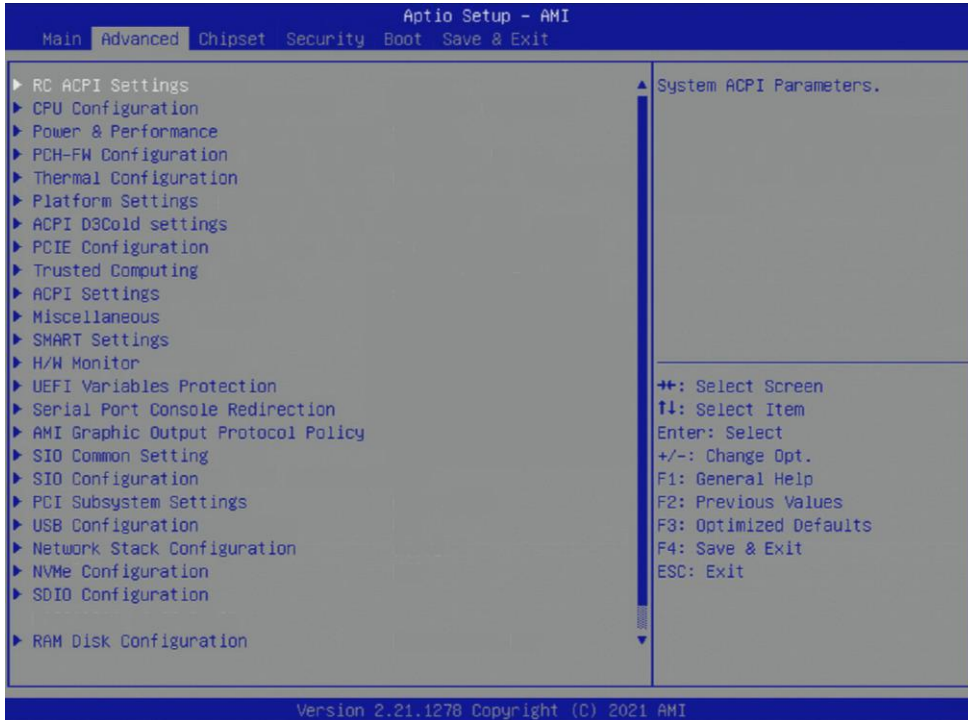 Aptio Setup - AMI
Main Advanced Chipset Security Boot Save & Exit
▶ RC ACPI Settings
▶ CPU Configuration
▶ Power & Performance
▶ PCH-FW Configuration
▶ Thermal Configuration
▶ Platform Settings
▶ ACPI D3Cold settings
▶ PCIE Configuration
▶ Trusted Computing
▶ ACPI Settings
▶ Miscellaneous
▶ SMART Settings
▶ H/W Monitor
▶ UEFI Variables Protection
▶ Serial Port Console Redirection
▶ AMI Graphic Output Protocol Policy
▶ SIO Common Setting
▶ SIO Configuration
▶ PCI Subsystem Settings
▶ USB Configuration
▶ Network Stack Configuration
▶ NVMe Configuration
▶ SDIO Configuration
▶ RAM Disk Configuration
System ACPI Parameters.
→←: Select Screen
↑↓: Select Item
Enter: Select
+/-: Change Opt.
F1: General Help
F2: Previous Values
F3: Optimized Defaults
F4: Save & Exit
ESC: Exit
Version 2.21.1278 Copyright (C) 2021 AMI